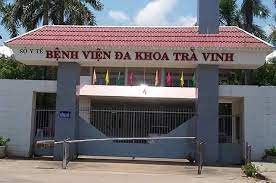 SỞ Y TẾ
BỆNH VIỆN ĐA KHOA TRÀ VINH